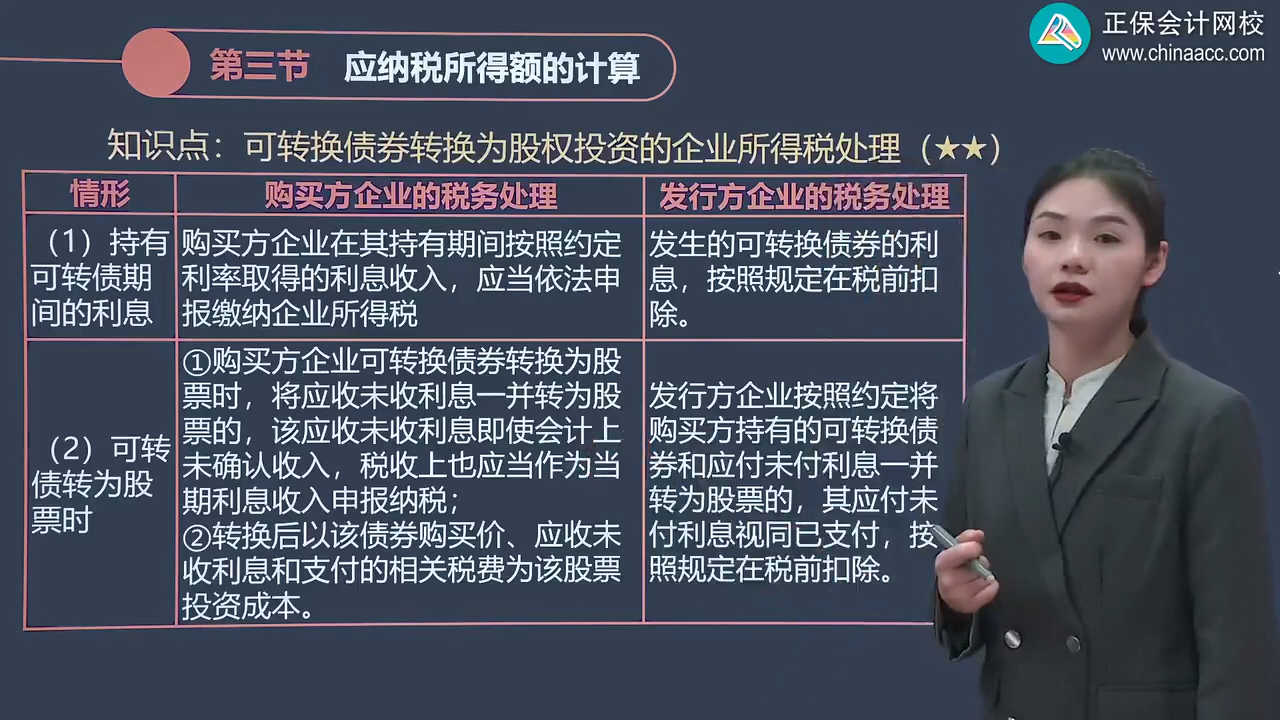 正保会计网校
www.chinaacc.com
第三节 应纳税所得额的计算
知识点：可转换债券转换为股权投资的企业所得税处理（★★）
情形
购买方企业的税务处理
发行方企业的税务处理
（1）持有
可转债期
间的利息
购买方企业在其持有期间按照约定
利率取得的利息收入，应当依法申
报缴纳企业所得税
发生的可转换债券的利
息，按照规定在税前扣
除。
（2）可转
债转为股
票时
①购买方企业可转换债券转换为股
票时，将应收未收利息一并转为股
票的，该应收未收利息即使会计上
未确认收入，税收上也应当作为当
期利息收入申报纳税；
②转换后以该债券购买价、应收未
收利息和支付的相关税费为该股票
投资成本。
发行方企业按照约定将
购买方持有的可转换债
券和应付未付利息一并
转为股票的，其应付未
付利息视同已支付，按
照规定在税前扣除。